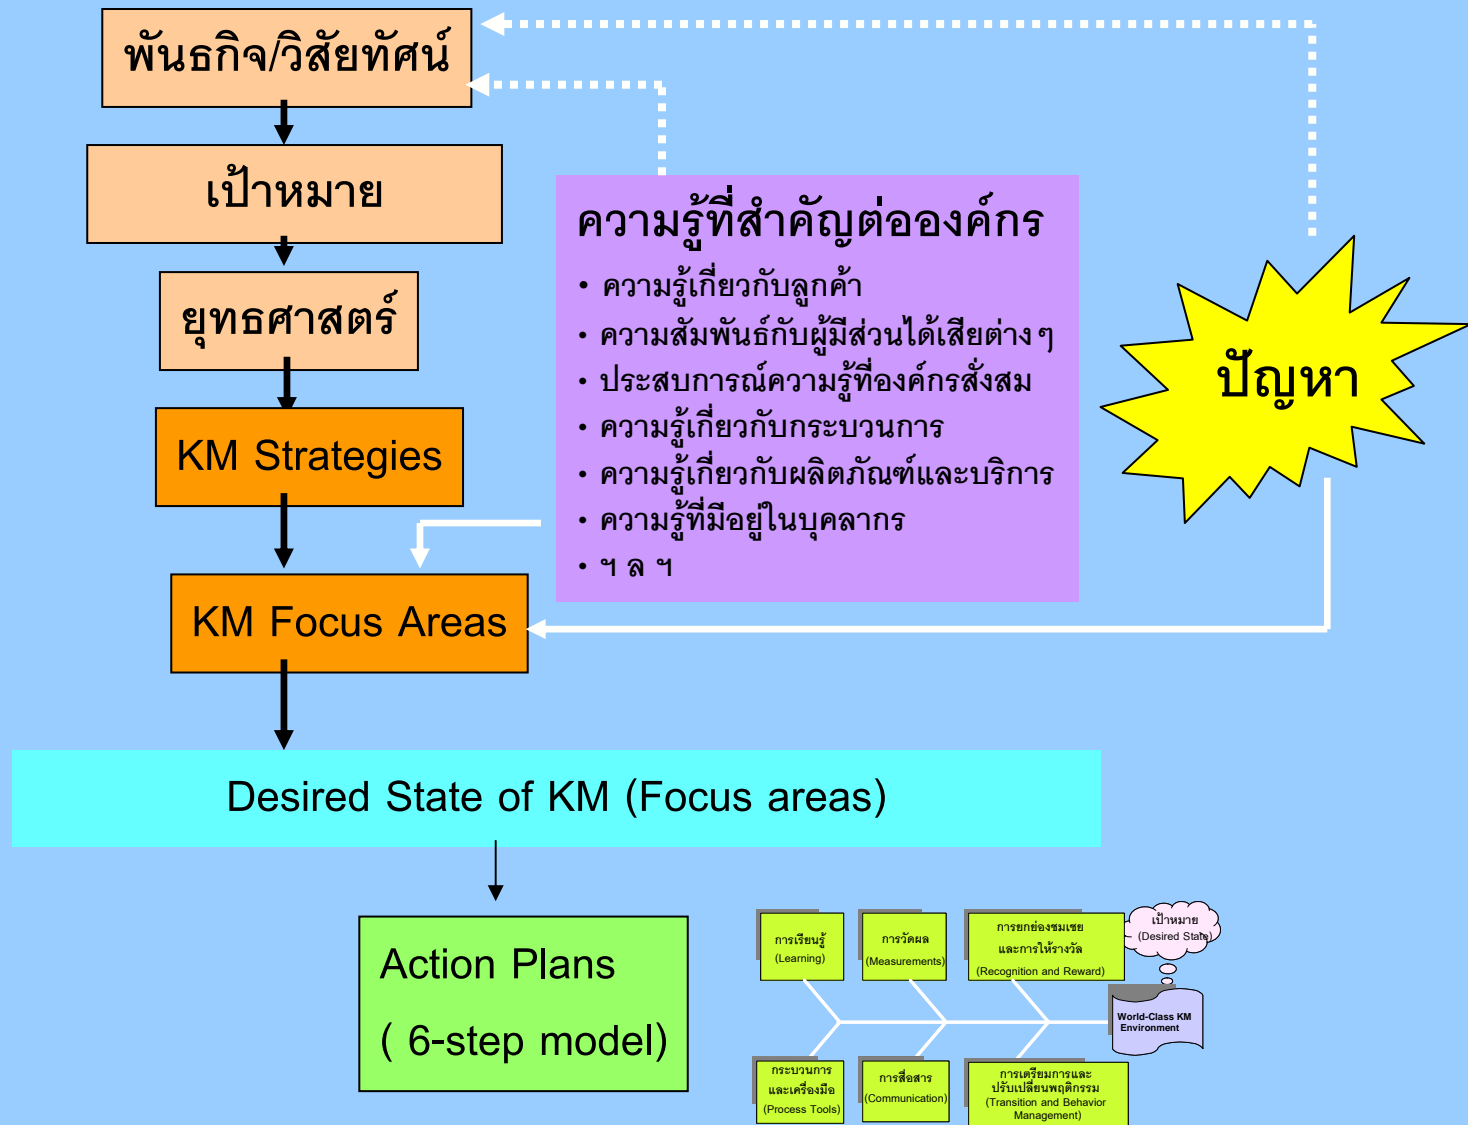 พันธกิจ/วิสัยทัศน์
เป้าหมาย
ยุทธศาสตร์
KM Strategies
KM Focus Areas
ความรู้ที่สำคัญต่อองค์กร
• ความรู้เกี่ยวกับลูกค้า
• ความสัมพันธ์กับผู้มีส่วนได้เสียต่างๆ
• ประสบการณ์ความรู้ที่องค์กรสั่งสม
• ความรู้เกี่ยวกับกระบวนการ
• ความรู้เกี่ยวกับผลิตภัณฑ์และบริการ
• ความรู้ที่มีอยู่ในบุคลากร
• ฯ ล ฯ
ปัญหา
Desired State of KM (Focus areas)
Action Plans
( 6-step model)
การเรียนรู้
(Learning)
การวัดผล
(Measurements)
การยกย่องชมเชย
และการให้รางวัล
(Recognition and Reward)
เป้าหมาย
(Desired State)
World-Class KM
Environment
กระบวนการ
และเครื่องมือ
(Process Tools)
การสื่อสาร
(Communication)
การเตรียมการและ
ปรับเปลี่ยนพฤติกรรม
(Transition and Behavior
Management)